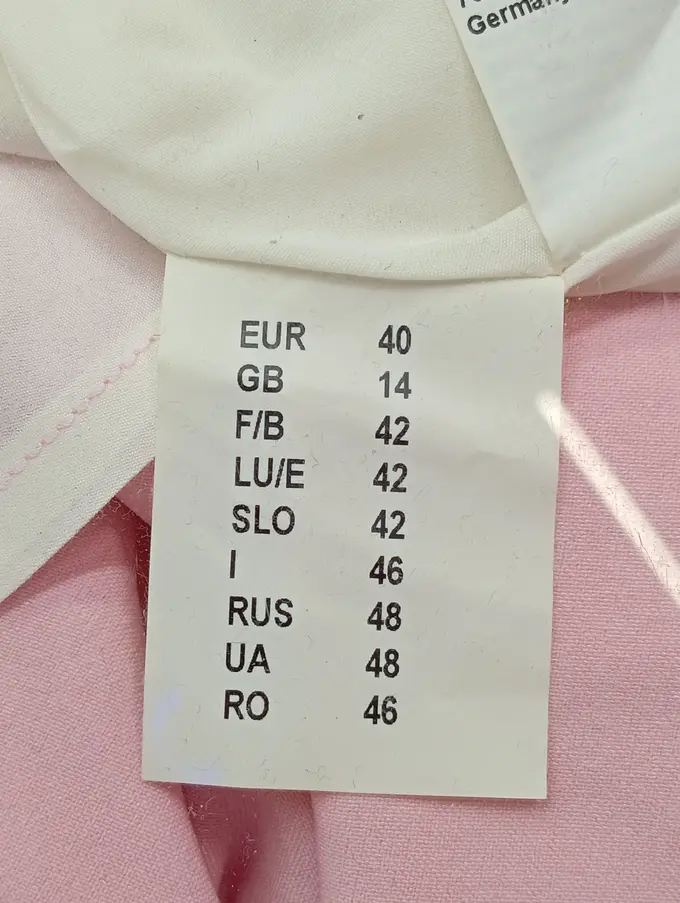 Germany
EUR 40
GB 14
F/B 42
LU/E 42
SLO 42
I 46
RUS 48
UA 48
RO 46